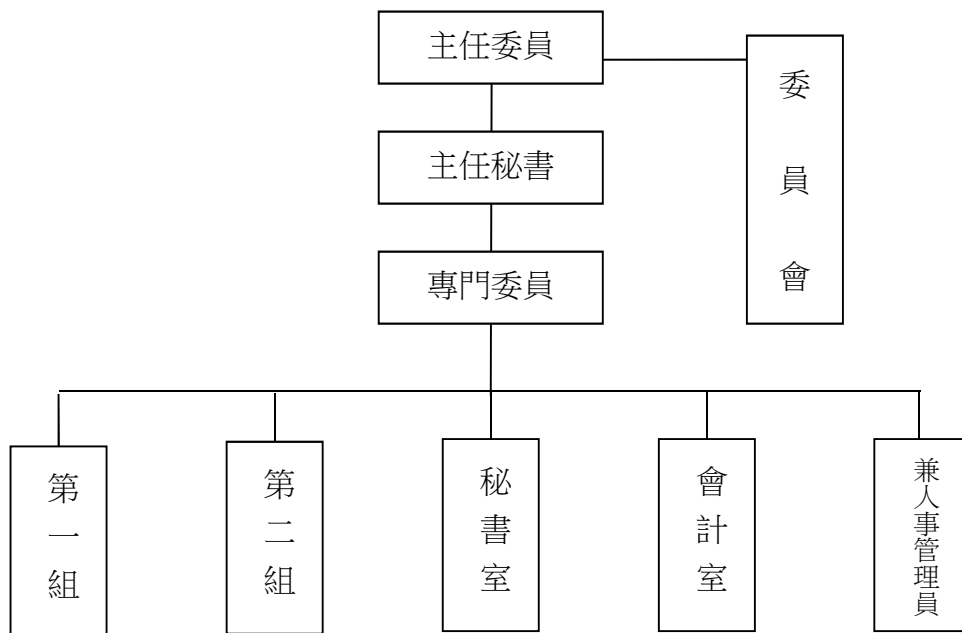 主任委員
委員會
主任秘書
專門委員
第一組
第二組
秘書室
會計室
兼人事管理員